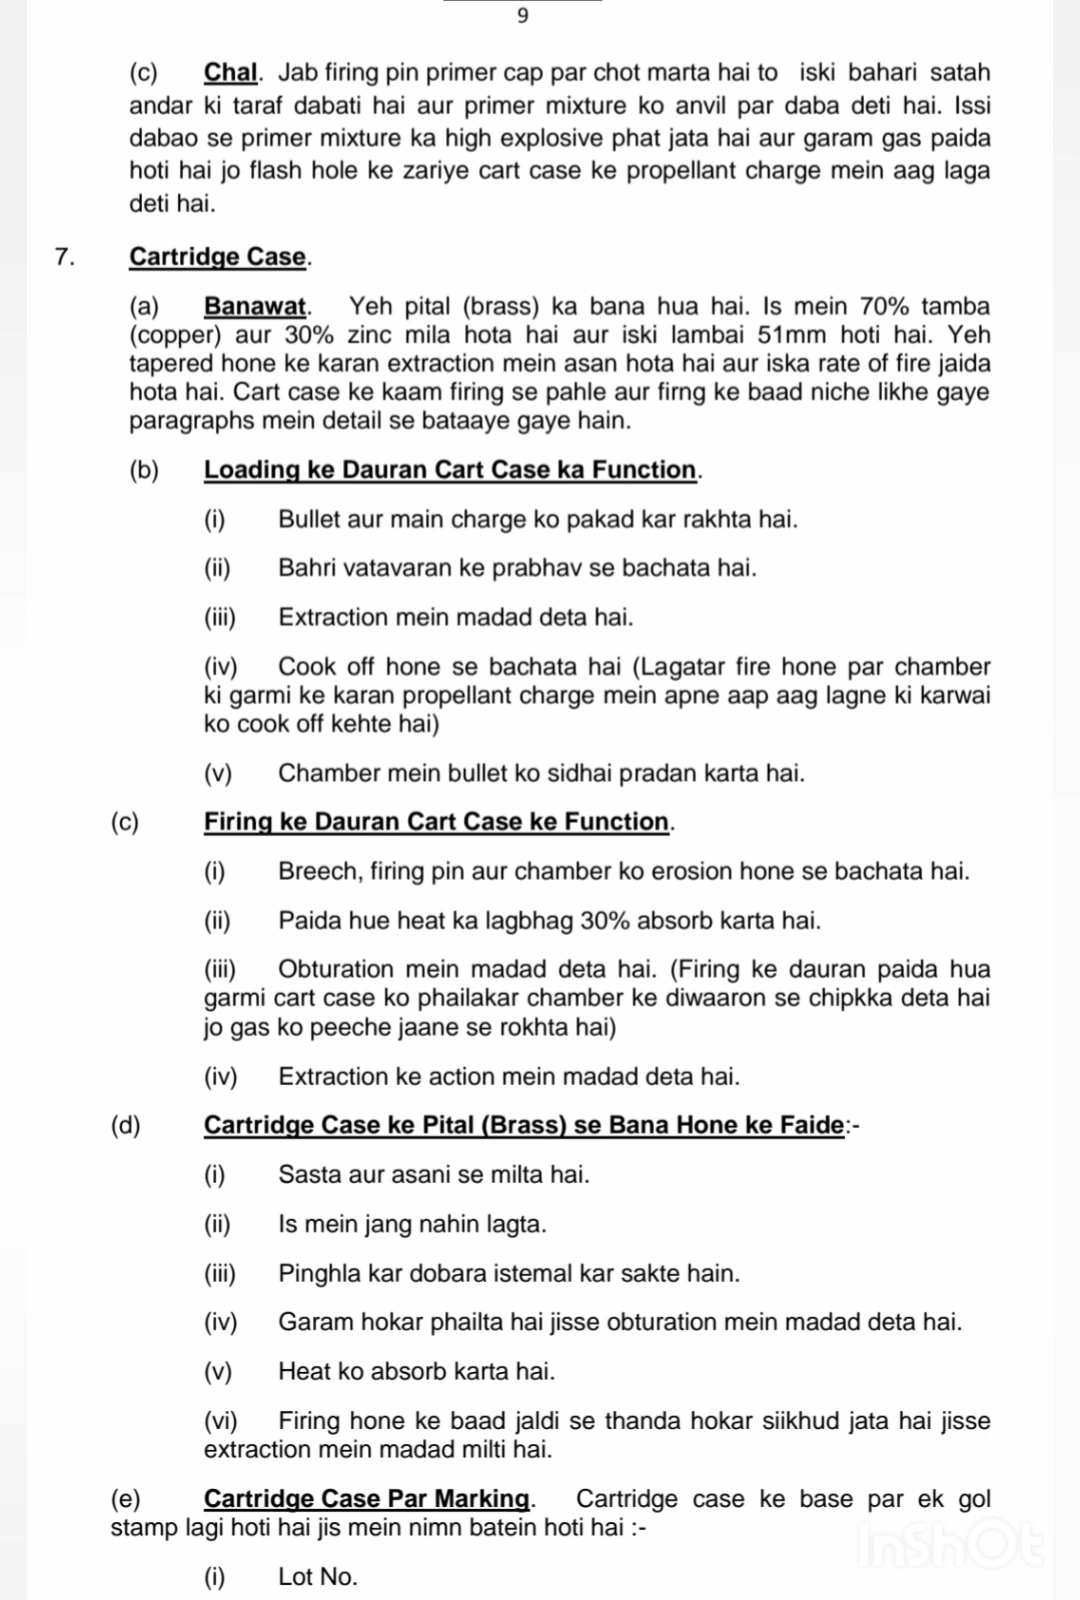 9
(c) Chal. Jab firing pin primer cap par chot marta hai to iski bahari satah
andar ki taraf dabati hai aur primer mixture ko anvil par daba deti hai. Issi
dabao se primer mixture ka high explosive phat jata hai aur garam gas paida
hoti hai jo flash hole ke zariye cart case ke propellant charge mein aag laga
deti hai.
7. Cartridge Case.
(a) Banawat. Yeh pital (brass) ka bana hua hai. Is mein 70% tamba
(copper) aur 30% zinc mila hota hai aur iski lambai 51mm hoti hai. Yeh
tapered hone ke karan extraction mein asan hota hai aur iska rate of fire jaida
hota hai. Cart case ke kaam firing se pahle aur firng ke baad niche likhe gaye
paragraphs mein detail se bataaye gaye hain.
(b) Loading ke Dauran Cart Case ka Function.
(i) Bullet aur main charge ko pakad kar rakhta hai.
(ii) Bahri vatavaran ke prabhav se bachata hai.
(iii) Extraction mein madad deta hai.
(iv) Cook off hone se bachata hai (Lagatar fire hone par chamber
ki garmi ke karan propellant charge mein apne aap aag lagne ki karwai
ko cook off kehte hai)
(v) Chamber mein bullet ko sidhai pradan karta hai.
(c) Firing ke Dauran Cart Case ke Function.
(i) Breech, firing pin aur chamber ko erosion hone se bachata hai.
(ii) Paida hue heat ka lagbhag 30% absorb karta hai.
(iii) Obturation mein madad deta hai. (Firing ke dauran paida hua
garmi cart case ko phailakar chamber ke diwaaron se chipkka deta hai
jo gas ko peeche jaane se rokhta hai)
(iv) Extraction ke action mein madad deta hai.
(d) Cartridge Case ke Pital (Brass) se Bana Hone ke Faide:-
(i) Sasta aur asani se milta hai.
(ii) Is mein jang nahin lagta.
(iii) Pinghla kar dobara istemal kar sakte hain.
(iv) Garam hokar phailta hai jisse obturation mein madad deta hai.
(v) Heat ko absorb karta hai.
(vi) Firing hone ke baad jaldi se thanda hokar siikhud jata hai jisse
extraction mein madad milti hai.
(e) Cartridge Case Par Marking. Cartridge case ke base par ek gol
stamp lagi hoti hai jis mein nimn batein hoti hai :-
InShOt
(i) Lot No.